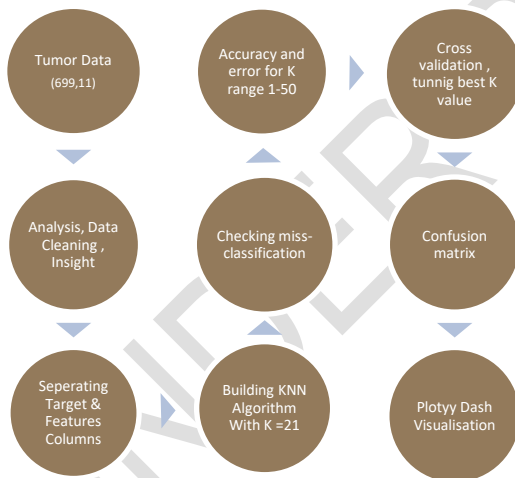 Tumor Data
(699,11)
Analysis, Data
Cleaning ,
Insight
Seperating
Target &
Features
Columns
Building KNN
Algorithm
With K =21
Checking miss-
classification
Accuracy and
error for K
range 1-50
Cross
validation ,
tunnig best K
value
Confusion
matrix
Plotyy Dash
Visualisation